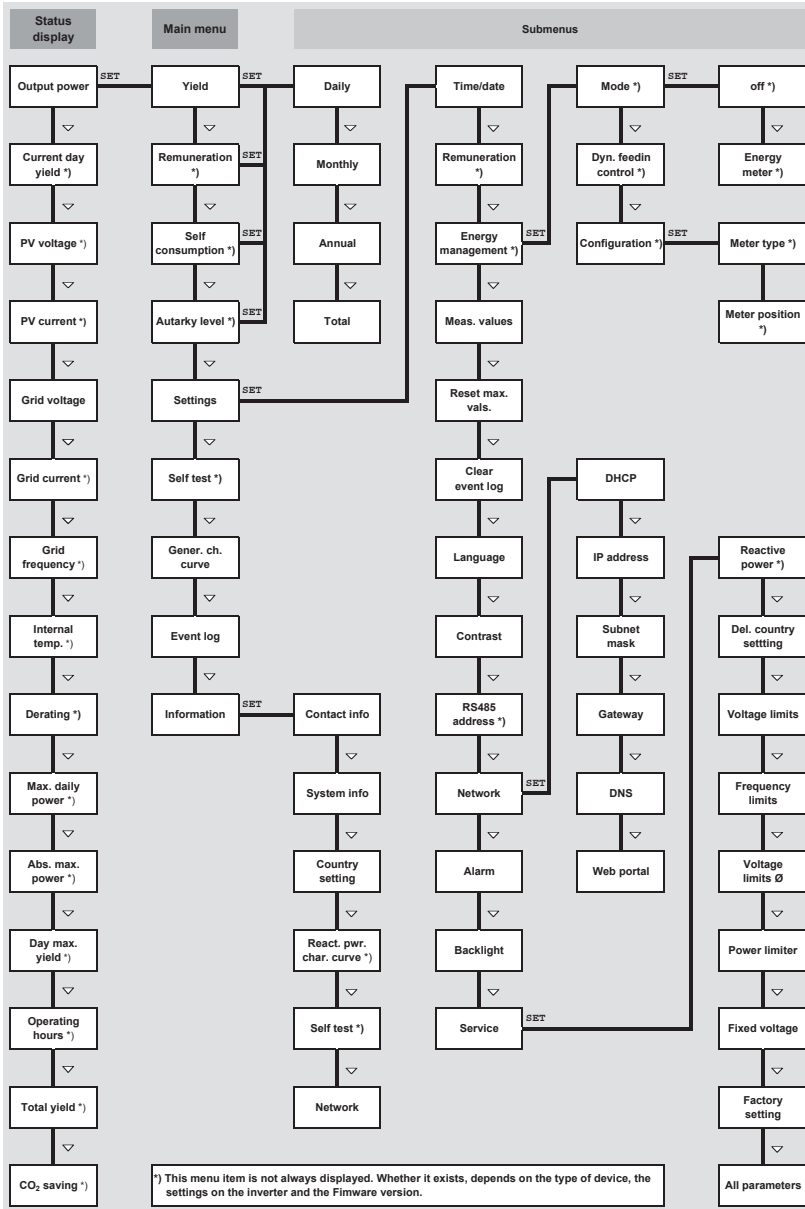 Status
display
Main menu
Submenus
Output power
SET
Yield
SET
Daily
Time/date
Mode *)
SET
off *)
Current day
yield *)
Remuneration
*)
SET
Monthly
Remuneration
*)
Dyn. feedin
control *)
Energy
meter *)
PV voltage *)
Self
consumption *)
SET
Annual
Energy
management *)
SET
Configuration *)
SET
Meter type *)
PV current *)
Autarky level *)
SET
Total
Meas. values
Meter position
*)
Grid voltage
Settings
SET
Reset max.
vals.
Grid current *)
Self test *)
Clear
event log
DHCP
Grid
frequency *)
Gener. ch.
curve
Language
IP address
Reactive
power *)
Internal
temp. *)
Event log
Contrast
Subnet
mask
Del. country
settting
Derating *)
Information
SET
Contact info
RS485
address *)
Gateway
Voltage limits
Max. daily
power *)
System info
Network
SET
DNS
Frequency
limits
Abs. max.
power *)
Country
setting
Alarm
Web portal
Voltage
limits Ø
Day max.
yield *)
React. pwr.
char. curve *)
Backlight
Power limiter
Operating
hours *)
Self test *)
Service
SET
Fixed voltage
Total yield *)
Network
Factory
setting
CO₂ saving *)
*) This menu item is not always displayed. Whether it exists, depends on the type of device, the
settings on the inverter and the Fimware version.
All parameters